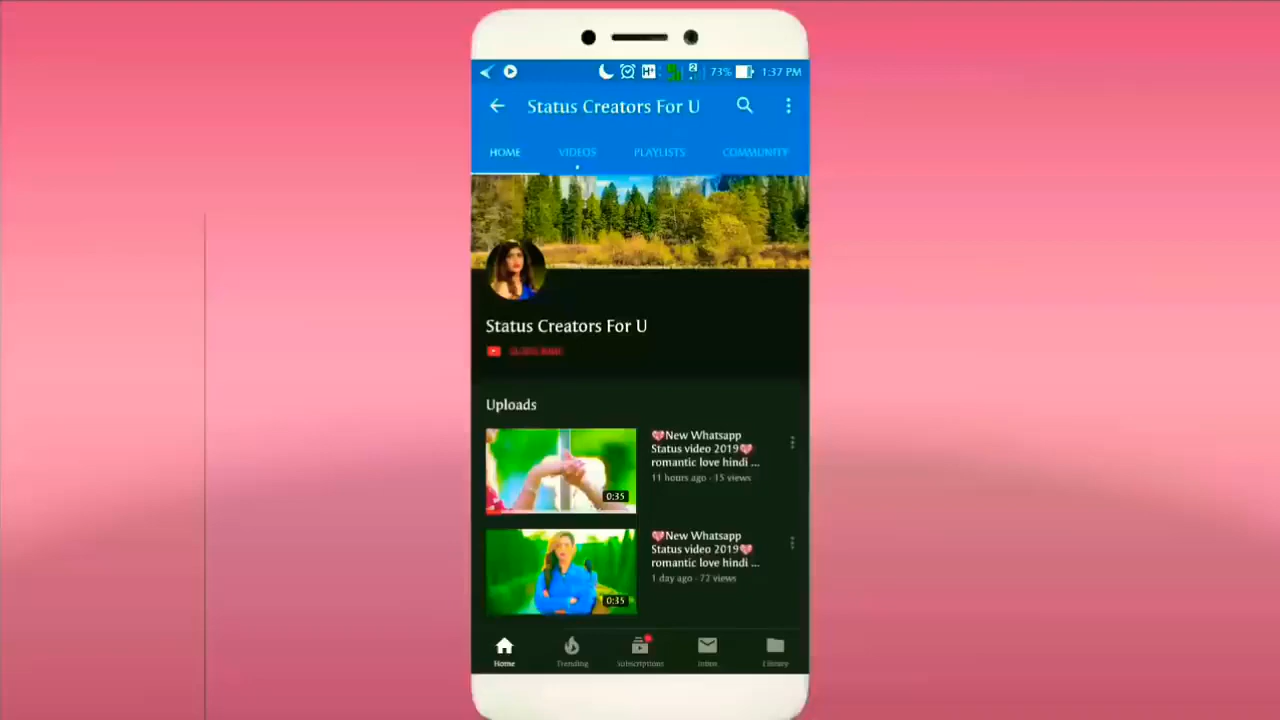 73% 1:37 PM
Status Creators For U
HOME VIDEOS PLAYLISTS COMMUNITY
Status Creators For U
Uploads
💖New Whatsapp
Status video 2019💖
romantic love hindi ...
11 hours ago · 15 views
0:35
💖New Whatsapp
Status video 2019💖
romantic love hindi ...
1 day ago · 72 views
0:35
Home Trending Subscriptions Inbox Library